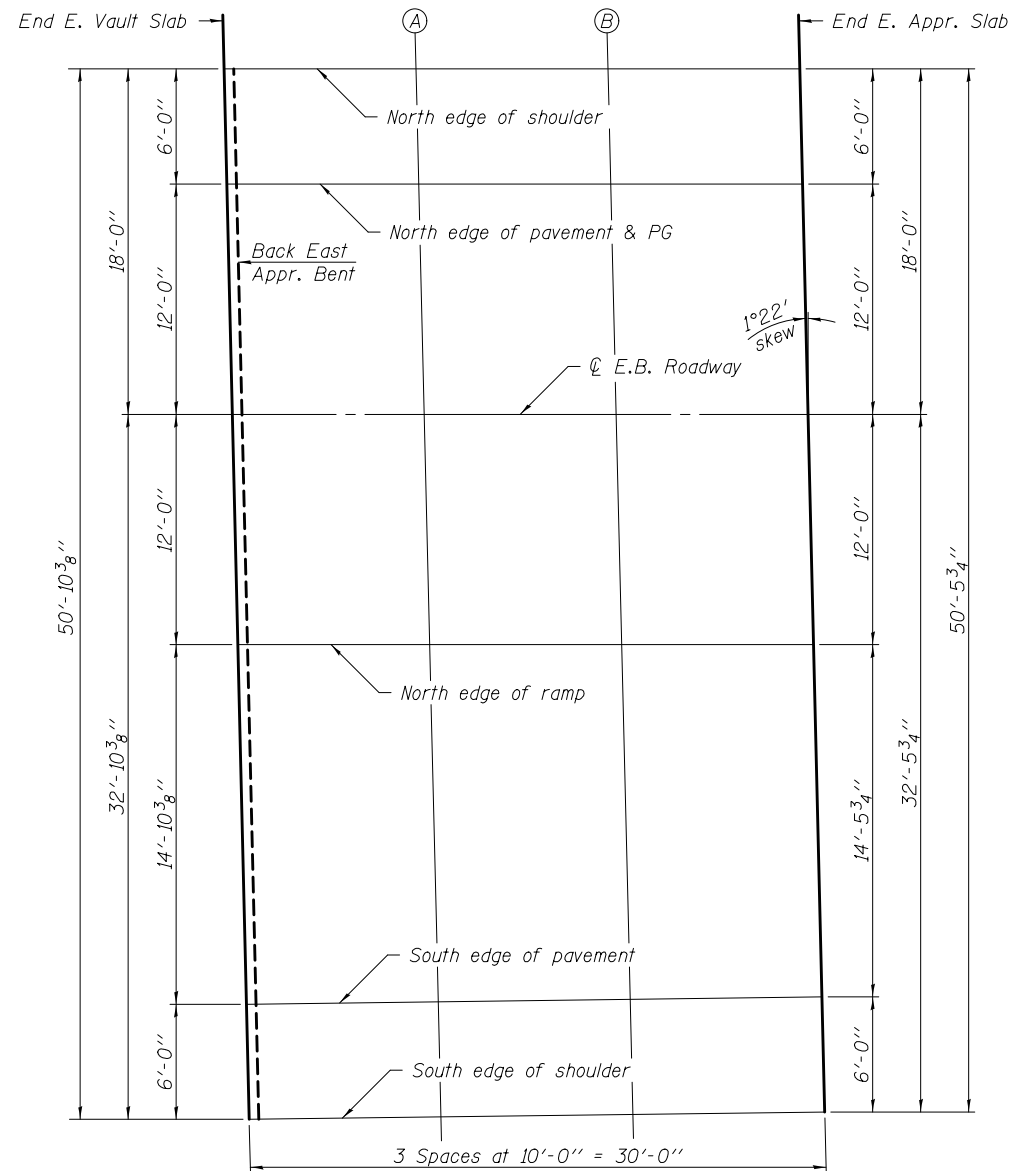 End E. Vault Slab
A
B
End E. Appr. Slab
North edge of shoulder
6'-0"
6'-0"
North edge of pavement & PG
18'-0"
18'-0"
Back East
Appr. Bent
12'-0"
12'-0"
1°22'
skew
℄ E.B. Roadway
12'-0"
12'-0"
50'-10 3/8"
50'-5 3/4"
North edge of ramp
32'-10 3/8"
32'-5 3/4"
14'-10 3/8"
14'-5 3/4"
South edge of pavement
6'-0"
6'-0"
South edge of shoulder
3 Spaces at 10'-0" = 30'-0"